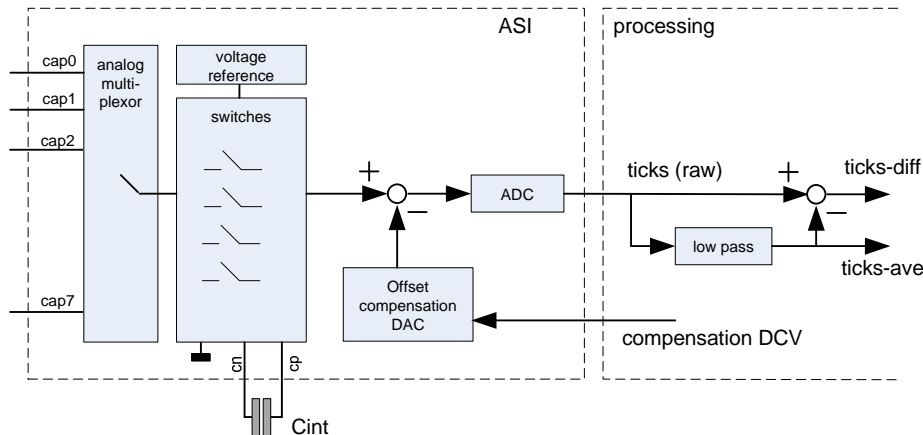 ASI
processing
cap0
cap1
cap2
cap7
analog
multi-
plexor
voltage
reference
switches
+
−
ADC
Offset
compensation
DAC
ticks (raw)
+
−
ticks-diff
low pass
ticks-ave
compensation DCV
cn
cp
Cint